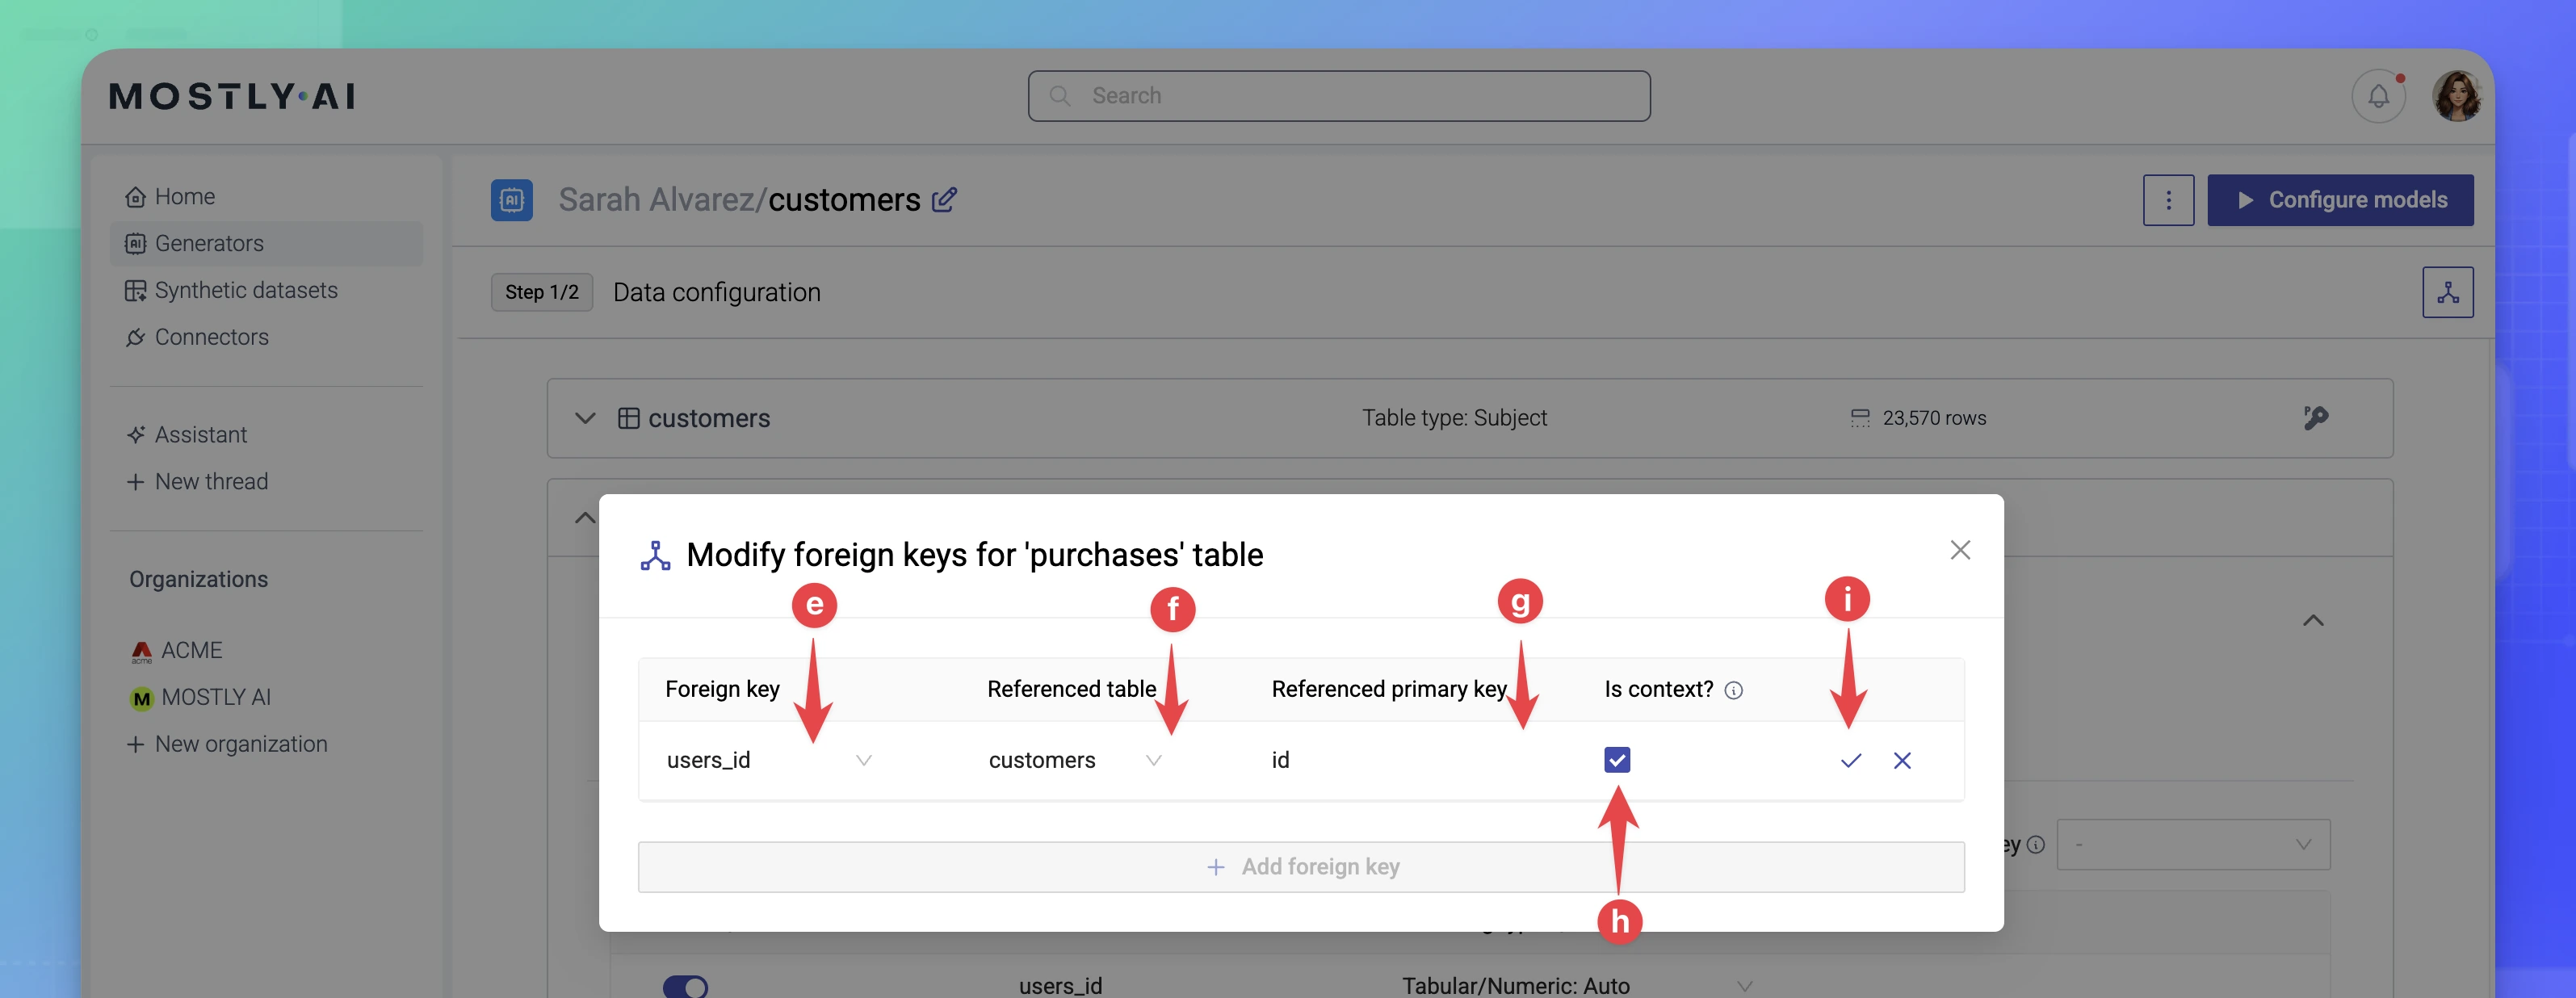 MOSTLY·AI
Search
Home
Generators
Synthetic datasets
Connectors
Assistant
New thread
Organizations
acme ACME
M MOSTLY AI
New organization
AI Sarah Alvarez/customers
Configure models
Step 1/2 Data configuration
customers Table type: Subject 23,570 rows P
Modify foreign keys for 'purchases' table
e f g i
Foreign key Referenced table Referenced primary key Is context?
users_id customers id
Add foreign key
h
ey -
users_id Tabular/Numeric: Auto